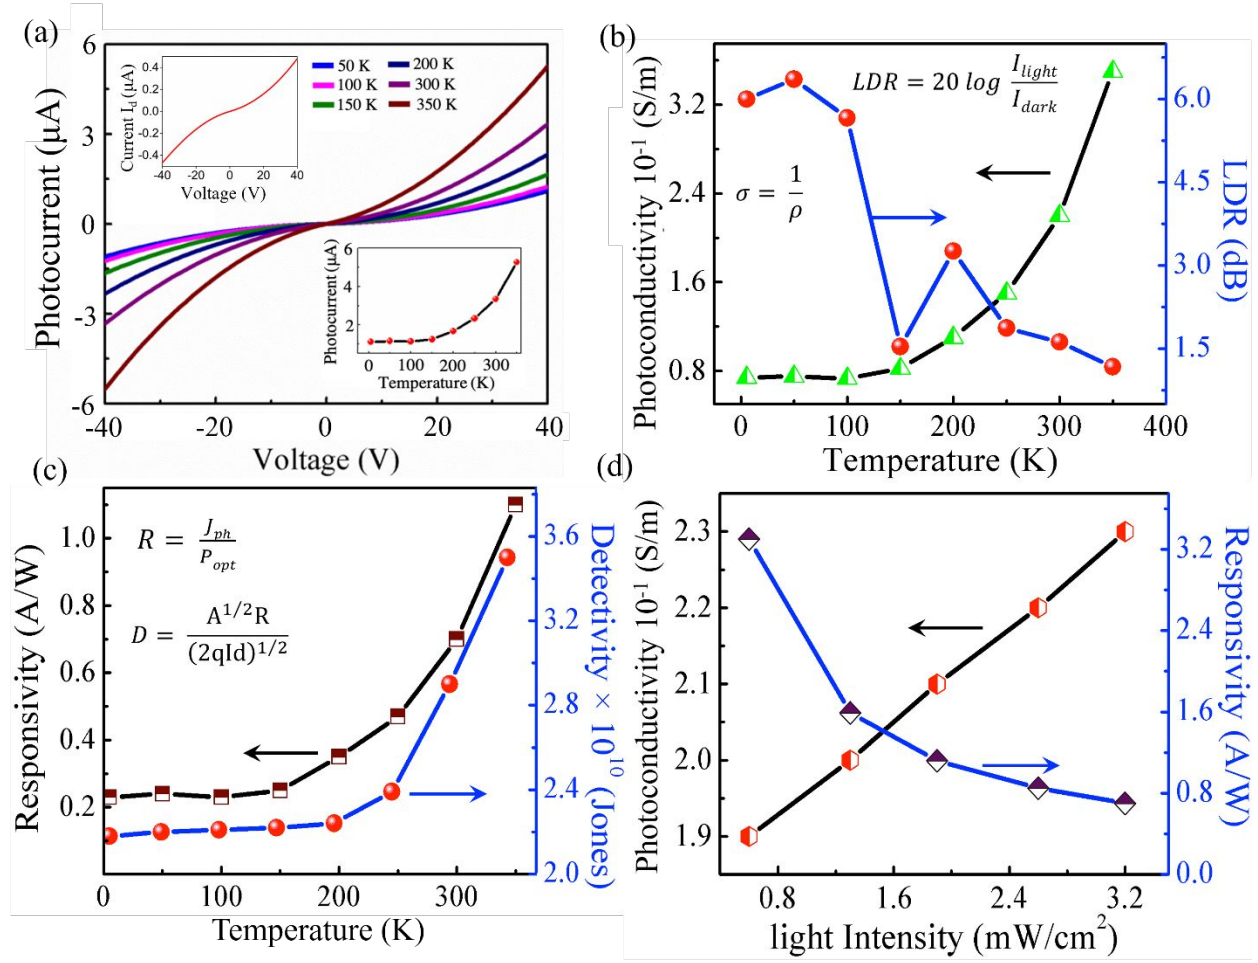 (a)
Photocurrent (μA)
6
3
0
-3
-6
-40
-20
0
20
40
Voltage (V)
50 K
100 K
150 K
200 K
300 K
350 K
Current I_d (μA)
0.4
0.2
0.0
-0.2
-0.4
-40
-20
0
20
40
Voltage (V)
Photocurrent (μA)
6
4
2
0
100
200
300
Temperature (K)
(b)
Photoconductivity 10^-1 (S/m)
3.2
2.4
1.6
0.8
LDR = 20 log I_light / I_dark
σ = 1 / ρ
6.0
4.5
3.0
1.5
LDR (dB)
0
100
200
300
400
Temperature (K)
(c)
Responsivity (A/W)
1.0
0.8
0.6
0.4
0.2
R = J_ph / P_opt
D = A^1/2 R / (2qId)^1/2
3.6
3.2
2.8
2.4
2.0
Detectivity × 10^10 (Jones)
0
100
200
300
Temperature (K)
(d)
Photoconductivity 10^-1 (S/m)
2.3
2.2
2.1
2.0
1.9
3.2
2.4
1.6
0.8
0.0
Responsivity (A/W)
0.8
1.6
2.4
3.2
light Intensity (mW/cm^2)